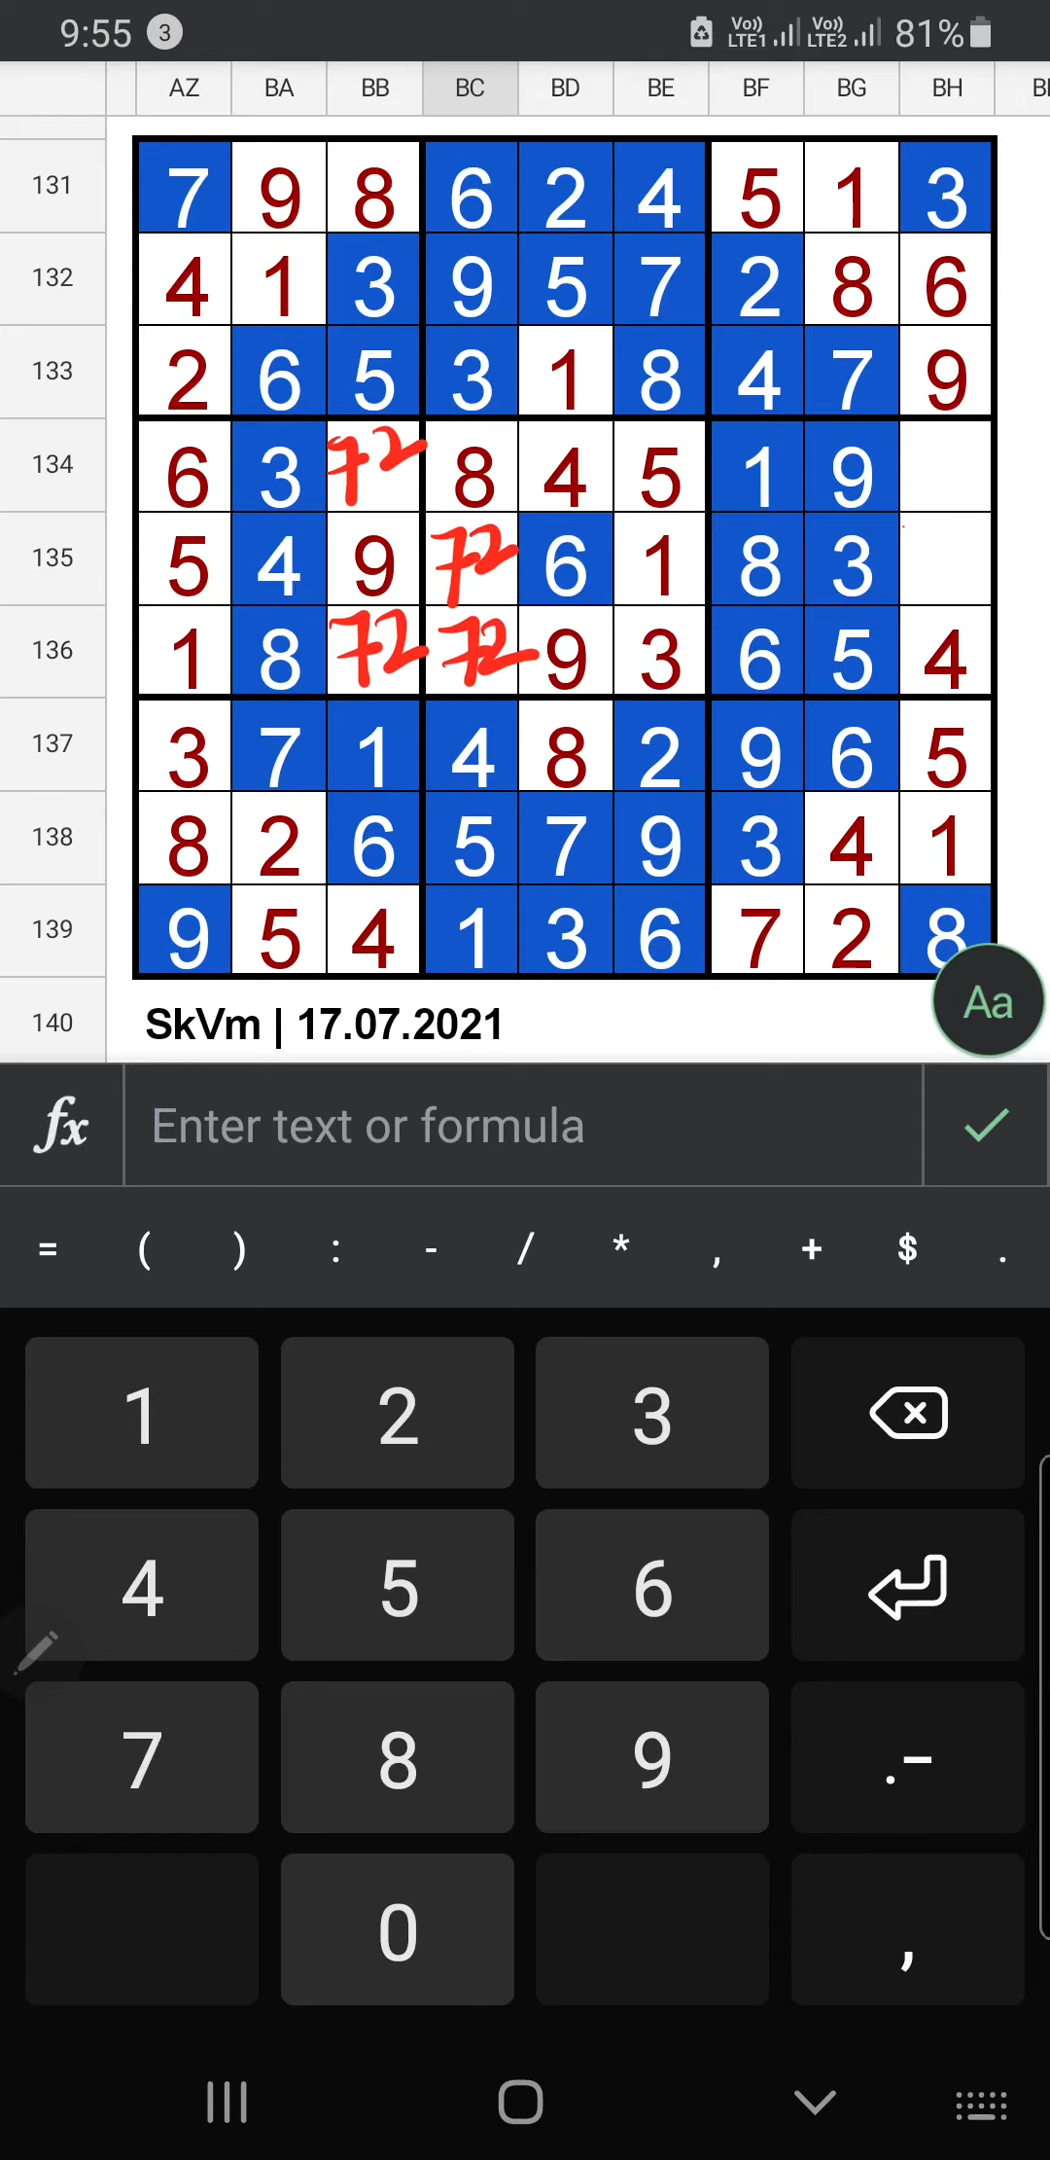 9:55 3 Vo)) LTE1 Vo)) LTE2 81%
AZ BA BB BC BD BE BF BG BH
131 7 9 8 6 2 4 5 1 3
132 4 1 3 9 5 7 2 8 6
133 2 6 5 3 1 8 4 7 9
134 6 3 72 8 4 5 1 9
135 5 4 9 72 6 1 8 3
136 1 8 72 72 9 3 6 5 4
137 3 7 1 4 8 2 9 6 5
138 8 2 6 5 7 9 3 4 1
139 9 5 4 1 3 6 7 2 8
140 SkVm | 17.07.2021
Aa
fx Enter text or formula
= ( ) : - / * , + $ .
1 2 3
4 5 6
7 8 9 .-
0 ,